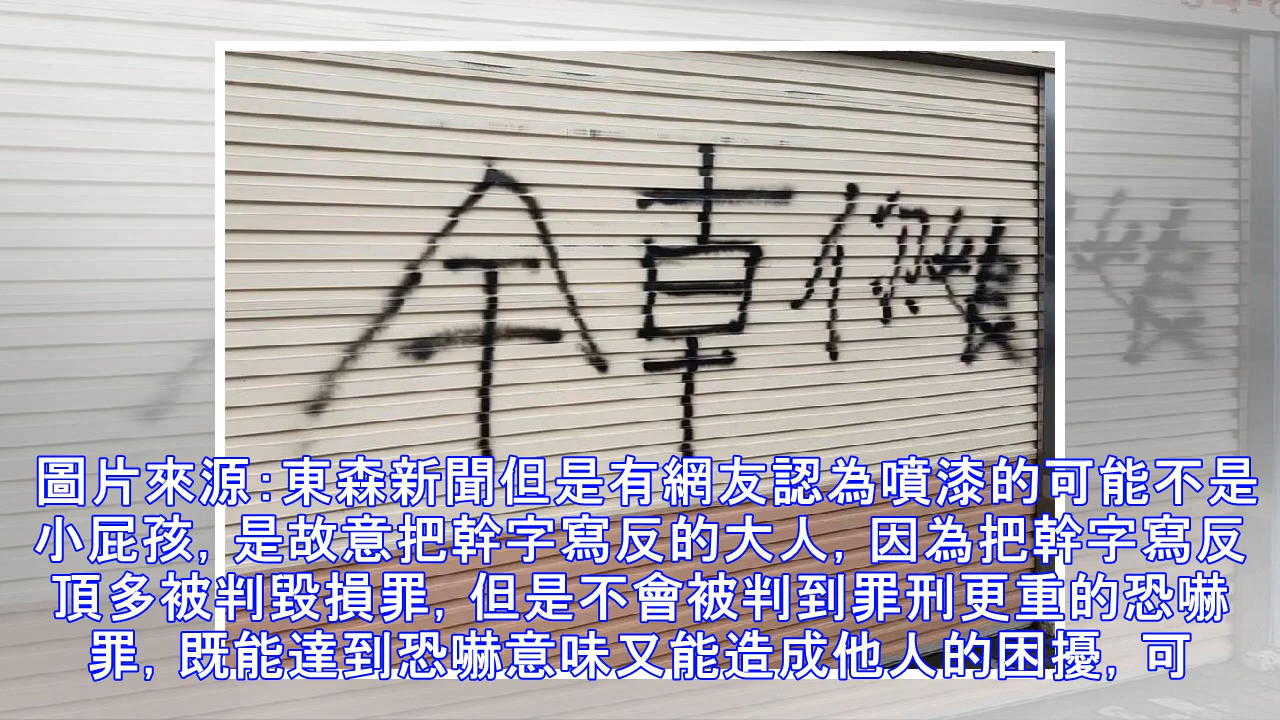 你
圖片來源:東森新聞但是有網友認為噴漆的可能不是
小屁孩, 是故意把幹字寫反的大人, 因為把幹字寫反
頂多被判毀損罪, 但是不會被判到罪刑更重的恐嚇
罪, 既能達到恐嚇意味又能造成他人的困擾, 可